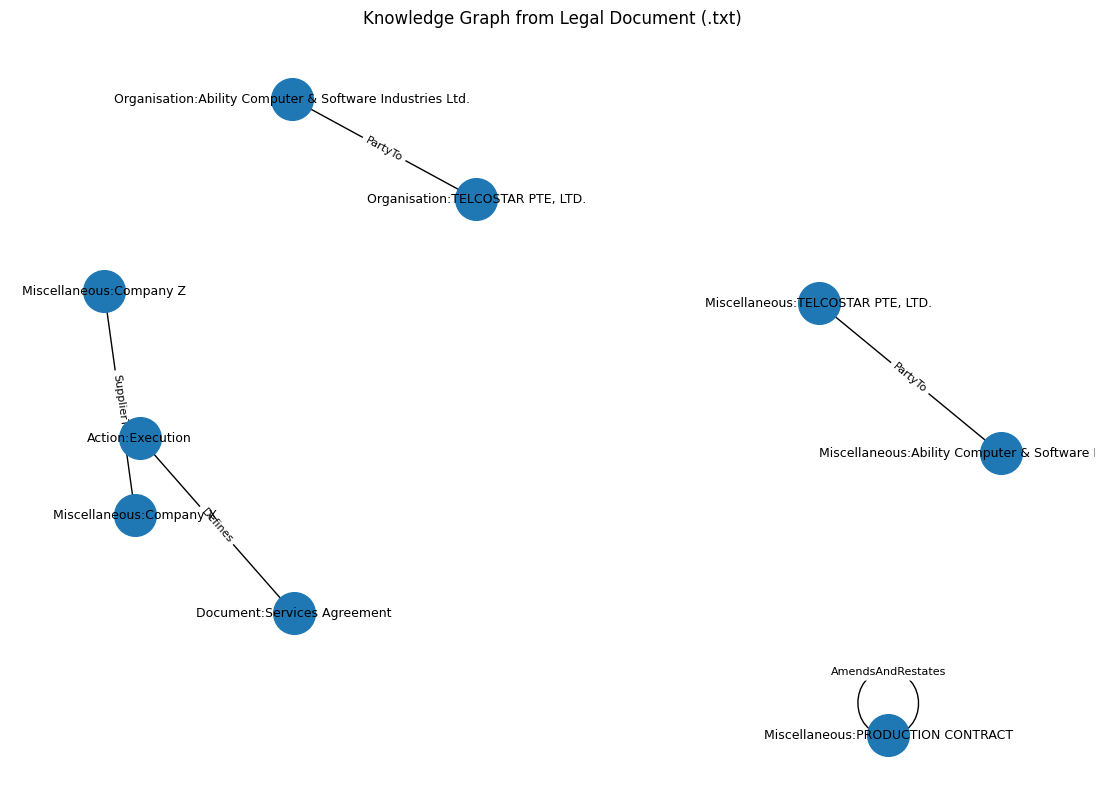 Knowledge Graph from Legal Document (.txt)
Organisation:Ability Computer & Software Industries Ltd.
PartyTo
Organisation:TELCOSTAR PTE, LTD.
Miscellaneous:Company Z
Miscellaneous:TELCOSTAR PTE, LTD.
PartyTo
Action:Execution
Miscellaneous:Ability Computer & Software
Miscellaneous:Company
Defines
Document:Services Agreement
AmendsAndRestates
Miscellaneous:PRODUCTION CONTRACT